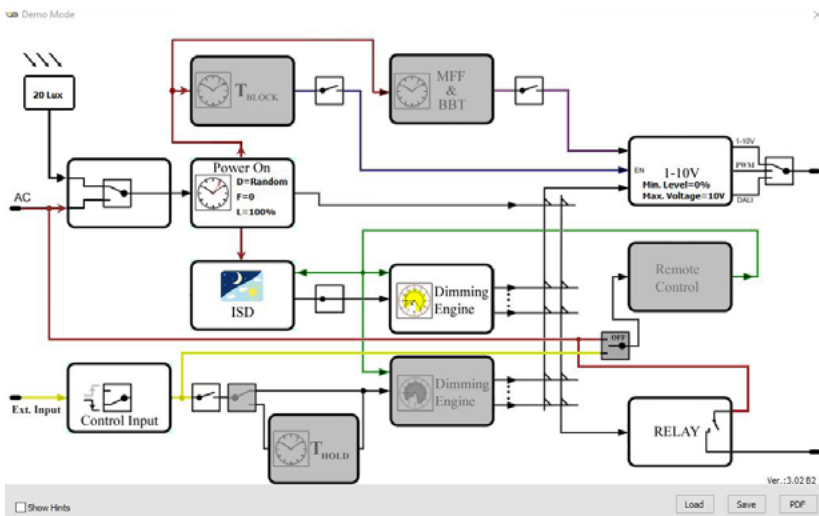 Demo Mode
20 Lux
T BLOCK
MFF
&
BBT
Power On
D=Random
F=0
L=100%
1-10V
PWM
DALI
EN
1-10V
Min. Level=0%
Max. Voltage=10V
AC
ISD
Dimming
Engine
Remote
Control
OFF
Ext. Input
Control Input
Dimming
Engine
T HOLD
RELAY
Ver.:3.02 B2
Show Hints
Load
Save
PDF